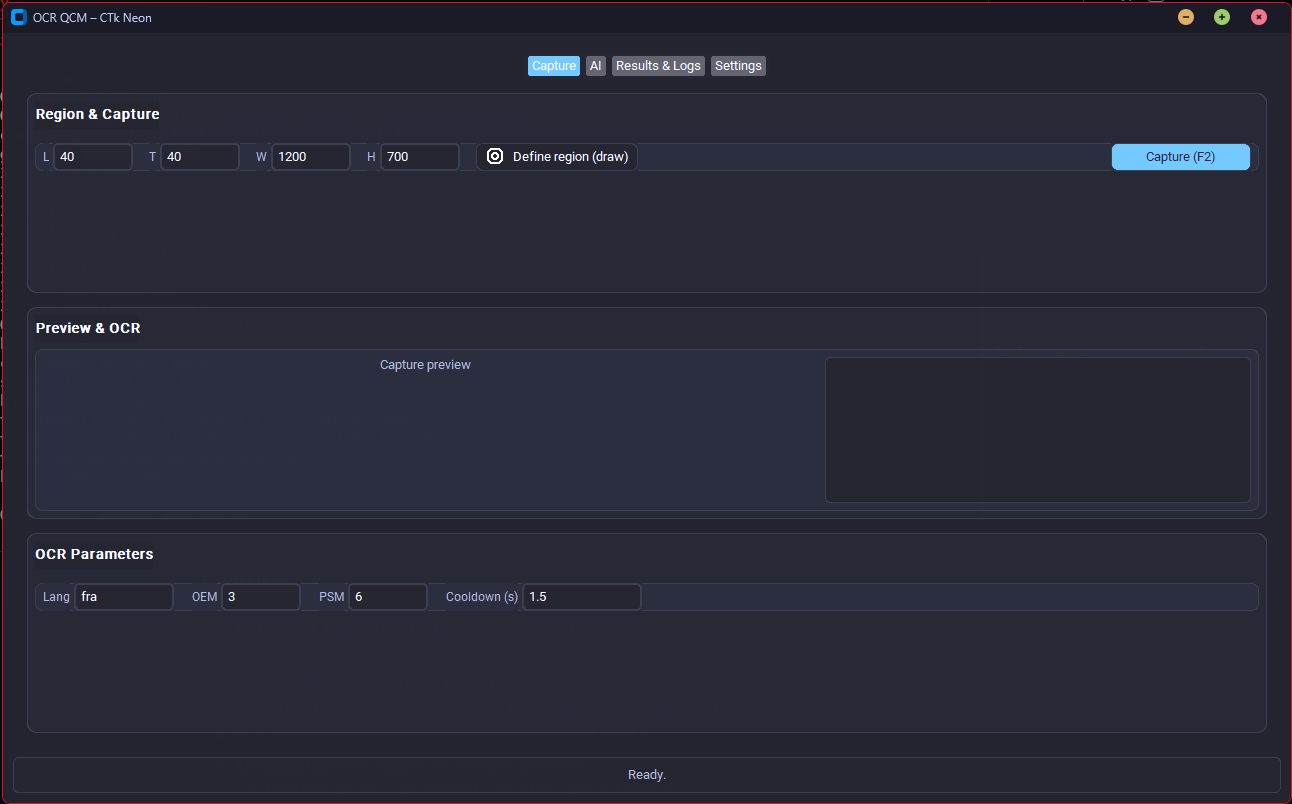 OCR QCM – CTk Neon
Capture AI Results & Logs Settings
Region & Capture
L 40 T 40 W 1200 H 700 Define region (draw) Capture (F2)
Preview & OCR
Capture preview
OCR Parameters
Lang fra OEM 3 PSM 6 Cooldown (s) 1.5
Ready.